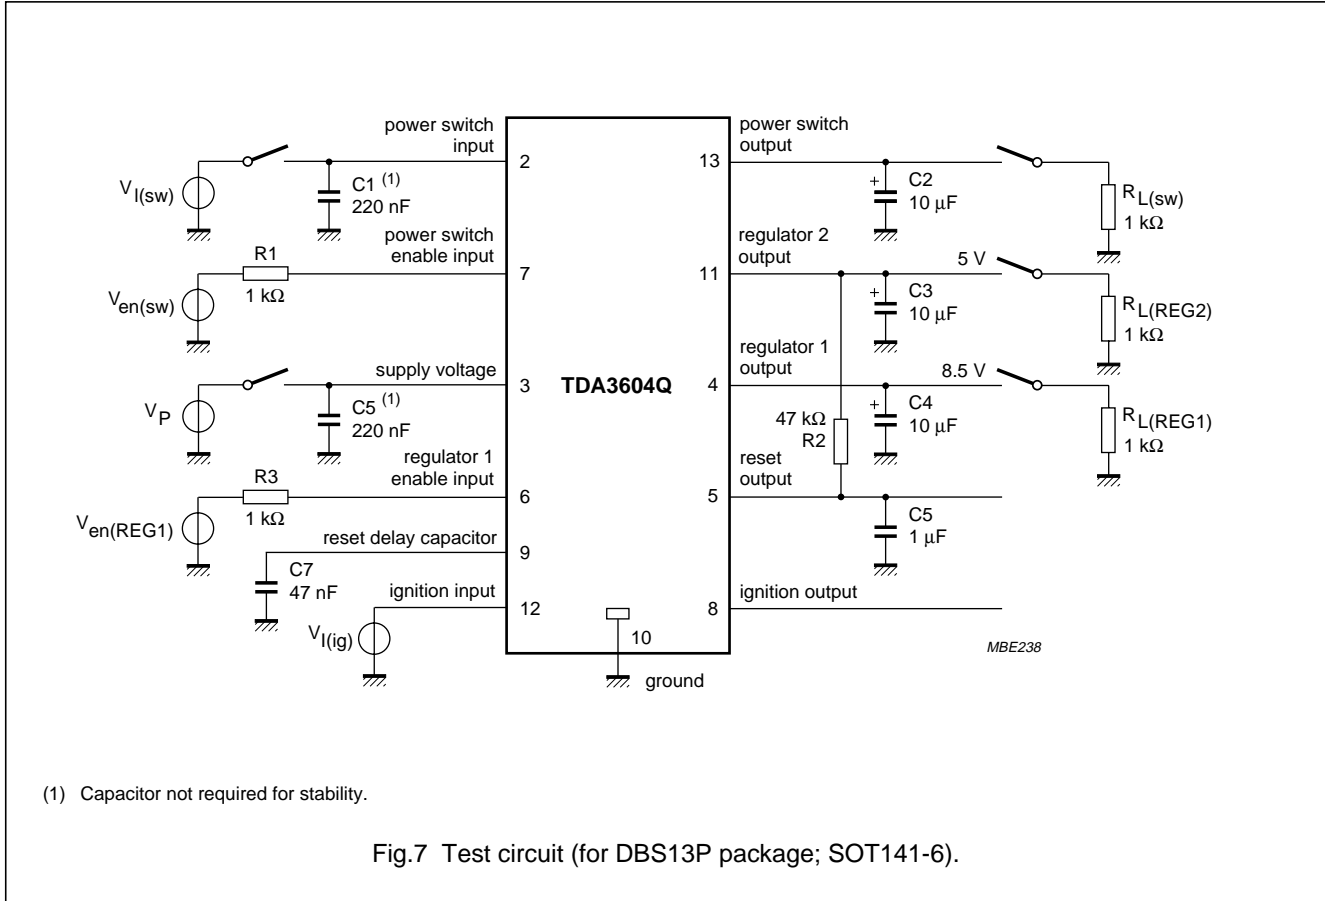 power switch
input
2
V I(sw)
C1 (1)
220 nF
power switch
enable input
R1
7
1 kΩ
V en(sw)
supply voltage
3
V P
C5 (1)
220 nF
regulator 1
enable input
R3
6
1 kΩ
V en(REG1)
reset delay capacitor
9
C7
47 nF
ignition input
12
V I(ig)
TDA3604Q
10
ground
power switch
output
13
C2
+
10 µF
R L(sw)
1 kΩ
regulator 2
output
5 V
11
C3
+
10 µF
R L(REG2)
1 kΩ
regulator 1
output
8.5 V
4
C4
+
10 µF
R L(REG1)
1 kΩ
47 kΩ
R2
reset
output
5
C5
1 µF
ignition output
8
MBE238
(1) Capacitor not required for stability.
Fig.7 Test circuit (for DBS13P package; SOT141-6).